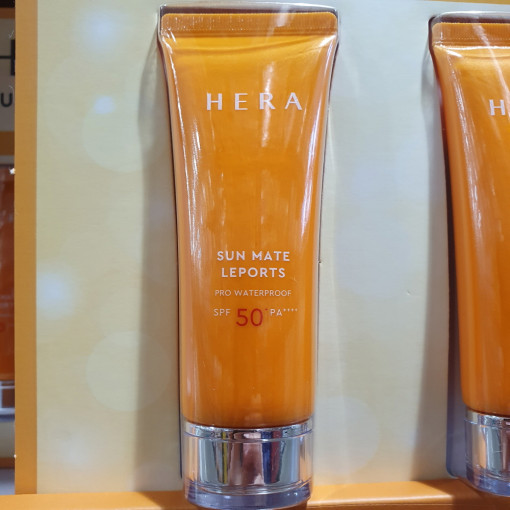 HERA
SUN MATE
LEPORTS
PRO WATERPROOF
SPF 50+ PA++++
H